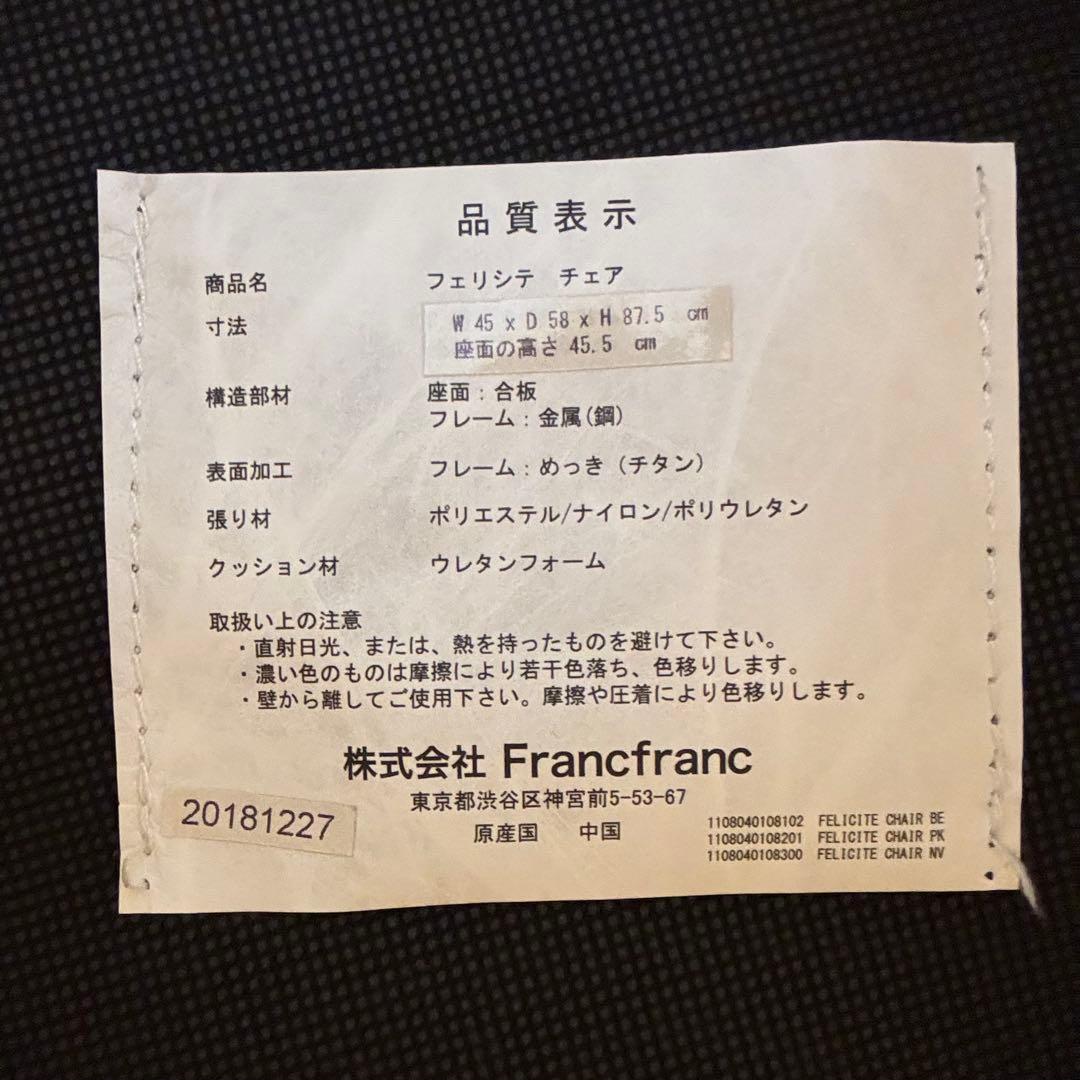 品質表示
商品名 フェリシテ チェア
寸法 W 45 x D 58 x H 87.5 cm
座面の高さ 45.5 cm
構造部材 座面：合板
フレーム：金属(鋼)
表面加工 フレーム：めっき（チタン）
張り材 ポリエステル/ナイロン/ポリウレタン
クッション材 ウレタンフォーム
取扱い上の注意
・直射日光、または、熱を持ったものを避けて下さい。
・濃い色のものは摩擦により若干色落ち、色移りします。
・壁から離してご使用下さい。摩擦や圧着により色移りします。
株式会社 Francfranc
東京都渋谷区神宮前5-53-67
原産国 中国
20181227
1108040108102 FELICITE CHAIR BE
1108040108201 FELICITE CHAIR PK
1108040108300 FELICITE CHAIR NV